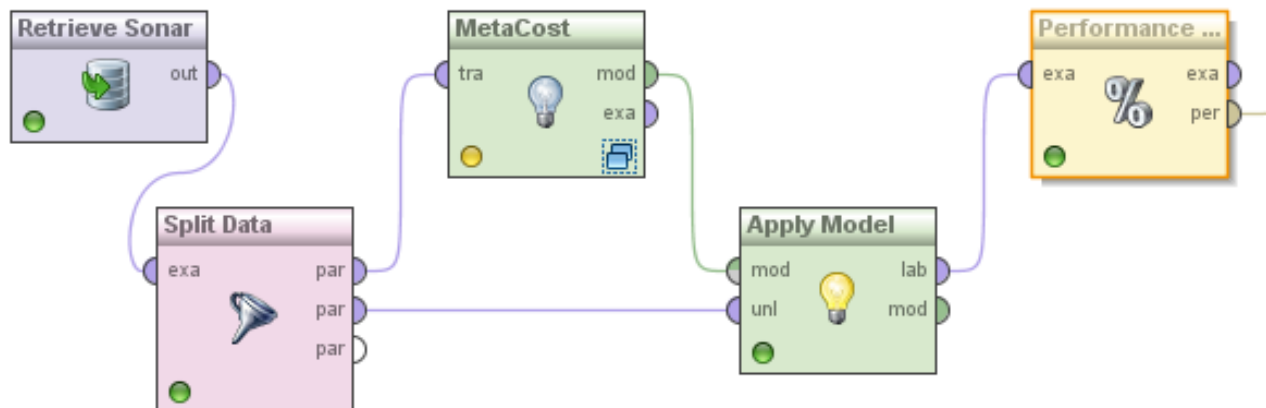 Retrieve Sonar
out
MetaCost
tra
mod
exa
Performance ...
exa
exa
per
%
Split Data
exa
par
par
par
Apply Model
mod
lab
unl
mod